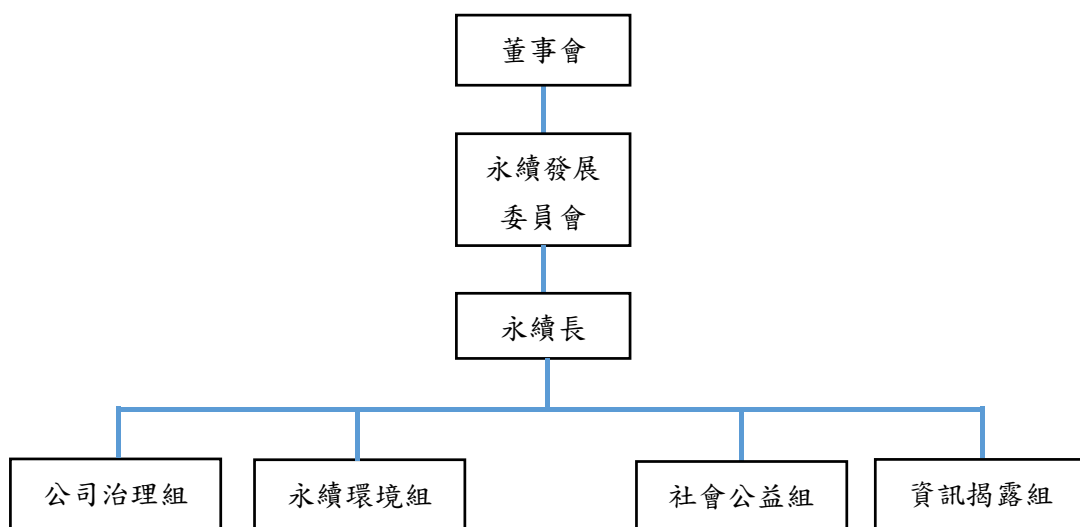 董事會
永續發展
委員會
永續長
公司治理組
永續環境組
社會公益組
資訊揭露組